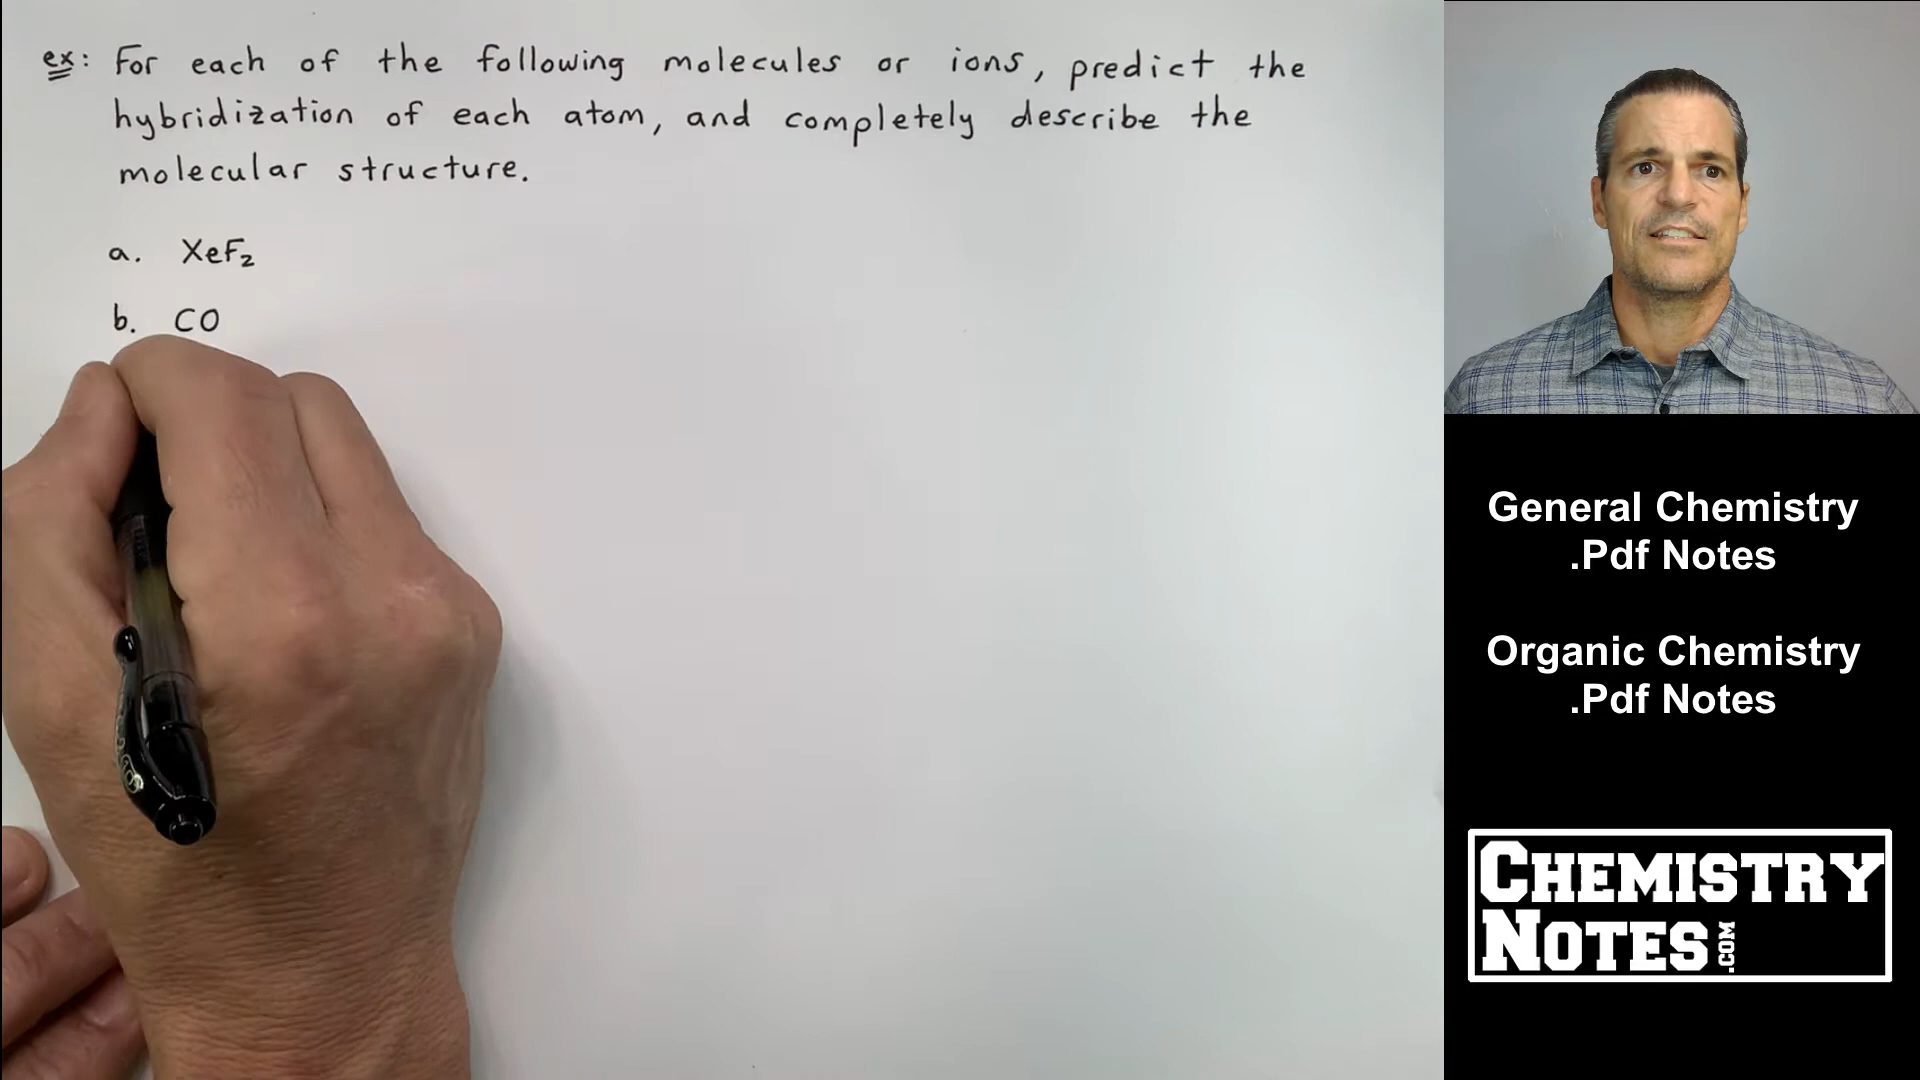 ex: For each of the following molecules or ions, predict the
hybridization of each atom, and completely describe the
molecular structure.
a. XeF₂
b. CO
General Chemistry
.Pdf Notes
Organic Chemistry
.Pdf Notes
CHEMISTRY
NOTES.COM